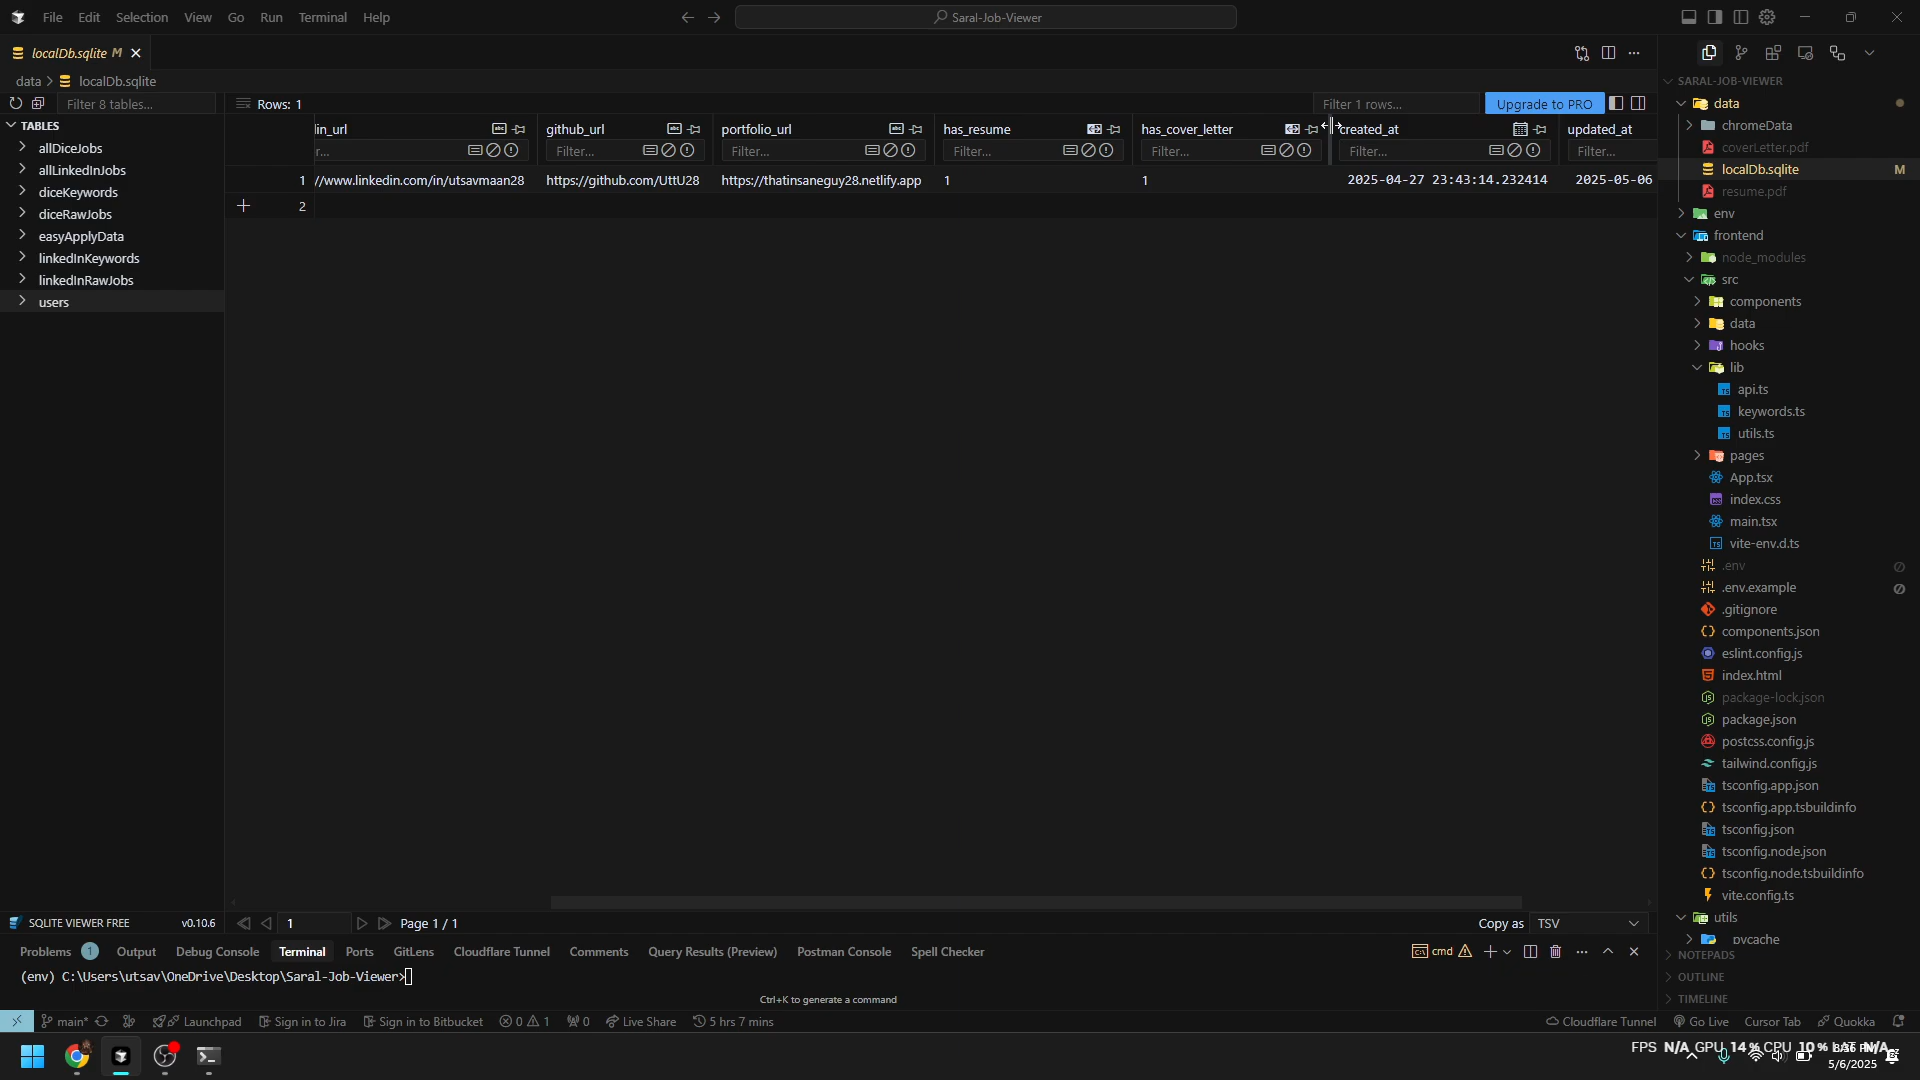 File Edit Selection View Go Run Terminal Help
Saral-Job-Viewer
localDb.sqlite M
data > localDb.sqlite
Filter 8 tables...
Rows: 1
Filter 1 rows...
Upgrade to PRO
TABLES
allDiceJobs
allLinkedInJobs
diceKeywords
diceRawJobs
easyApplyData
linkedInKeywords
linkedInRawJobs
users
lin_url github_url portfolio_url has_resume has_cover_letter created_at updated_at
r... Filter... Filter... Filter... Filter... Filter... Filter...
1 //www.linkedin.com/in/utsavmaan28 https://github.com/UttU28 https://thatinsaneguy28.netlify.app 1 1 2025-04-27 23:43:14.232414 2025-05-06
2
SARAL-JOB-VIEWER
data
chromeData
coverLetter.pdf
localDb.sqlite M
resume.pdf
env
frontend
node_modules
src
components
data
hooks
lib
api.ts
keywords.ts
utils.ts
pages
App.tsx
index.css
main.tsx
vite-env.d.ts
.env
.env.example
.gitignore
components.json
eslint.config.js
index.html
package-lock.json
package.json
postcss.config.js
tailwind.config.js
tsconfig.app.json
tsconfig.app.tsbuildinfo
tsconfig.json
tsconfig.node.json
tsconfig.node.tsbuildinfo
vite.config.ts
utils
NOTEPADS
OUTLINE
TIMELINE
SQLITE VIEWER FREE v0.10.6
1 Page 1 / 1
Copy as TSV
Problems 1 Output Debug Console Terminal Ports GitLens Cloudflare Tunnel Comments Query Results (Preview) Postman Console Spell Checker
cmd
(env) C:\Users\utsav\OneDrive\Desktop\Saral-Job-Viewer>
Ctrl+K to generate a command
main* Launchpad Sign in to Jira Sign in to Bitbucket 0 1 0 Live Share 5 hrs 7 mins
Cloudflare Tunnel Go Live Cursor Tab Quokka
FPS N/A GPU 14% CPU 10%
5/6/2025